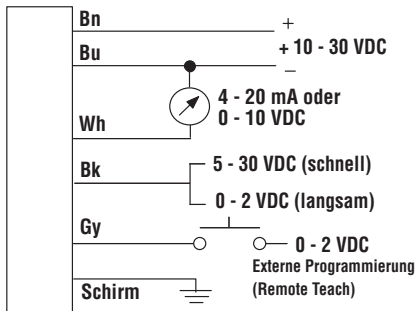 Bn
+
+ 10 - 30 VDC
Bu
–
4 - 20 mA oder
0 - 10 VDC
Wh
Bk
5 - 30 VDC (schnell)
0 - 2 VDC (langsam)
Gy
0 - 2 VDC
Externe Programmierung
(Remote Teach)
Schirm